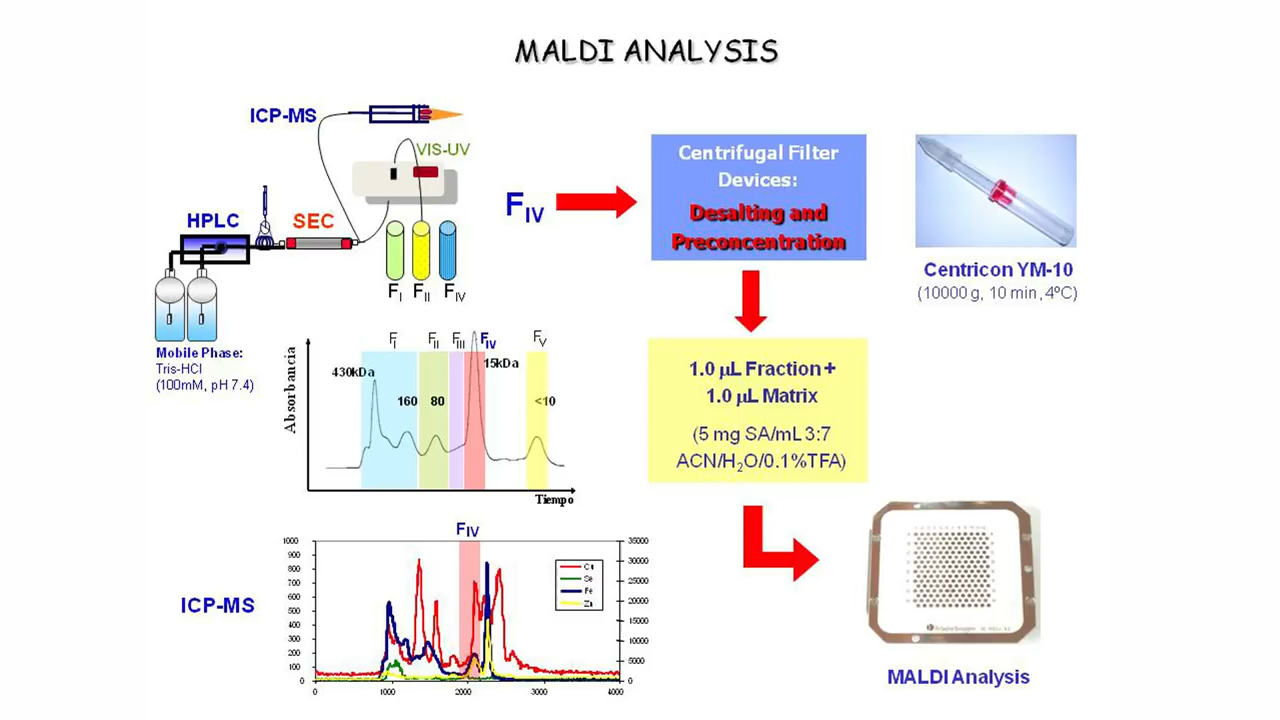 MALDI ANALYSIS
ICP-MS
VIS-UV
HPLC
SEC
FI
FII
FIV
Mobile Phase:
Tris-HCl
(100mM, pH 7.4)
FIV
Centrifugal Filter
Devices:
Desalting and
Preconcentration
Centricon YM-10
(10000 g, 10 min, 4ºC)
Absorbancia
FI
FII
FIII
FIV
FV
430kDa
15kDa
160
80
<10
Tiempo
1.0 µL Fraction +
1.0 µL Matrix
(5 mg SA/mL 3:7
ACN/H₂O/0.1%TFA)
ICP-MS
FIV
1000
900
800
700
600
500
400
300
200
100
0
35000
30000
25000
20000
15000
10000
5000
0
Cu
Se
Fe
Zn
0
1000
2000
3000
4000
MALDI Analysis